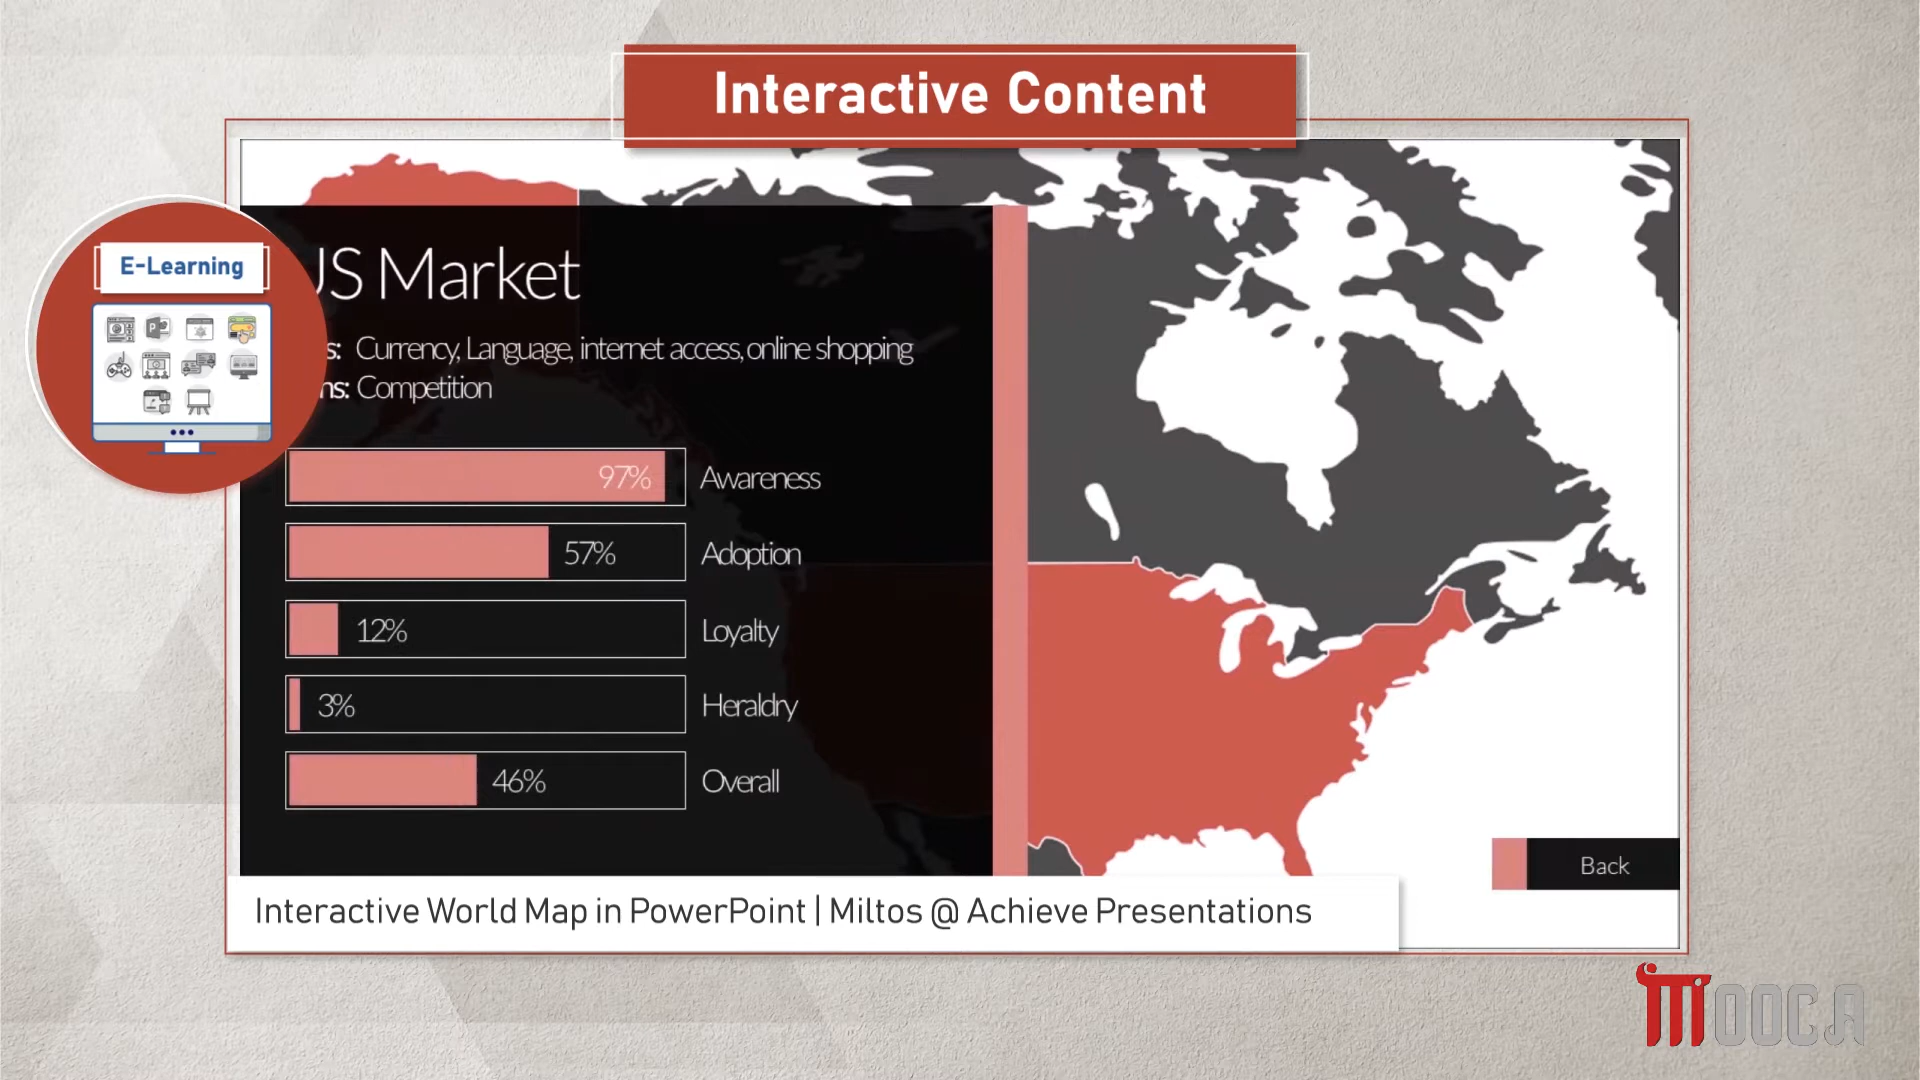 Interactive Content
E-Learning
US Market
s: Currency, Language, internet access, online shopping
ns: Competition
97% Awareness
57% Adoption
12% Loyalty
3% Heraldry
46% Overall
Back
Interactive World Map in PowerPoint | Miltos @ Achieve Presentations
MOOCA